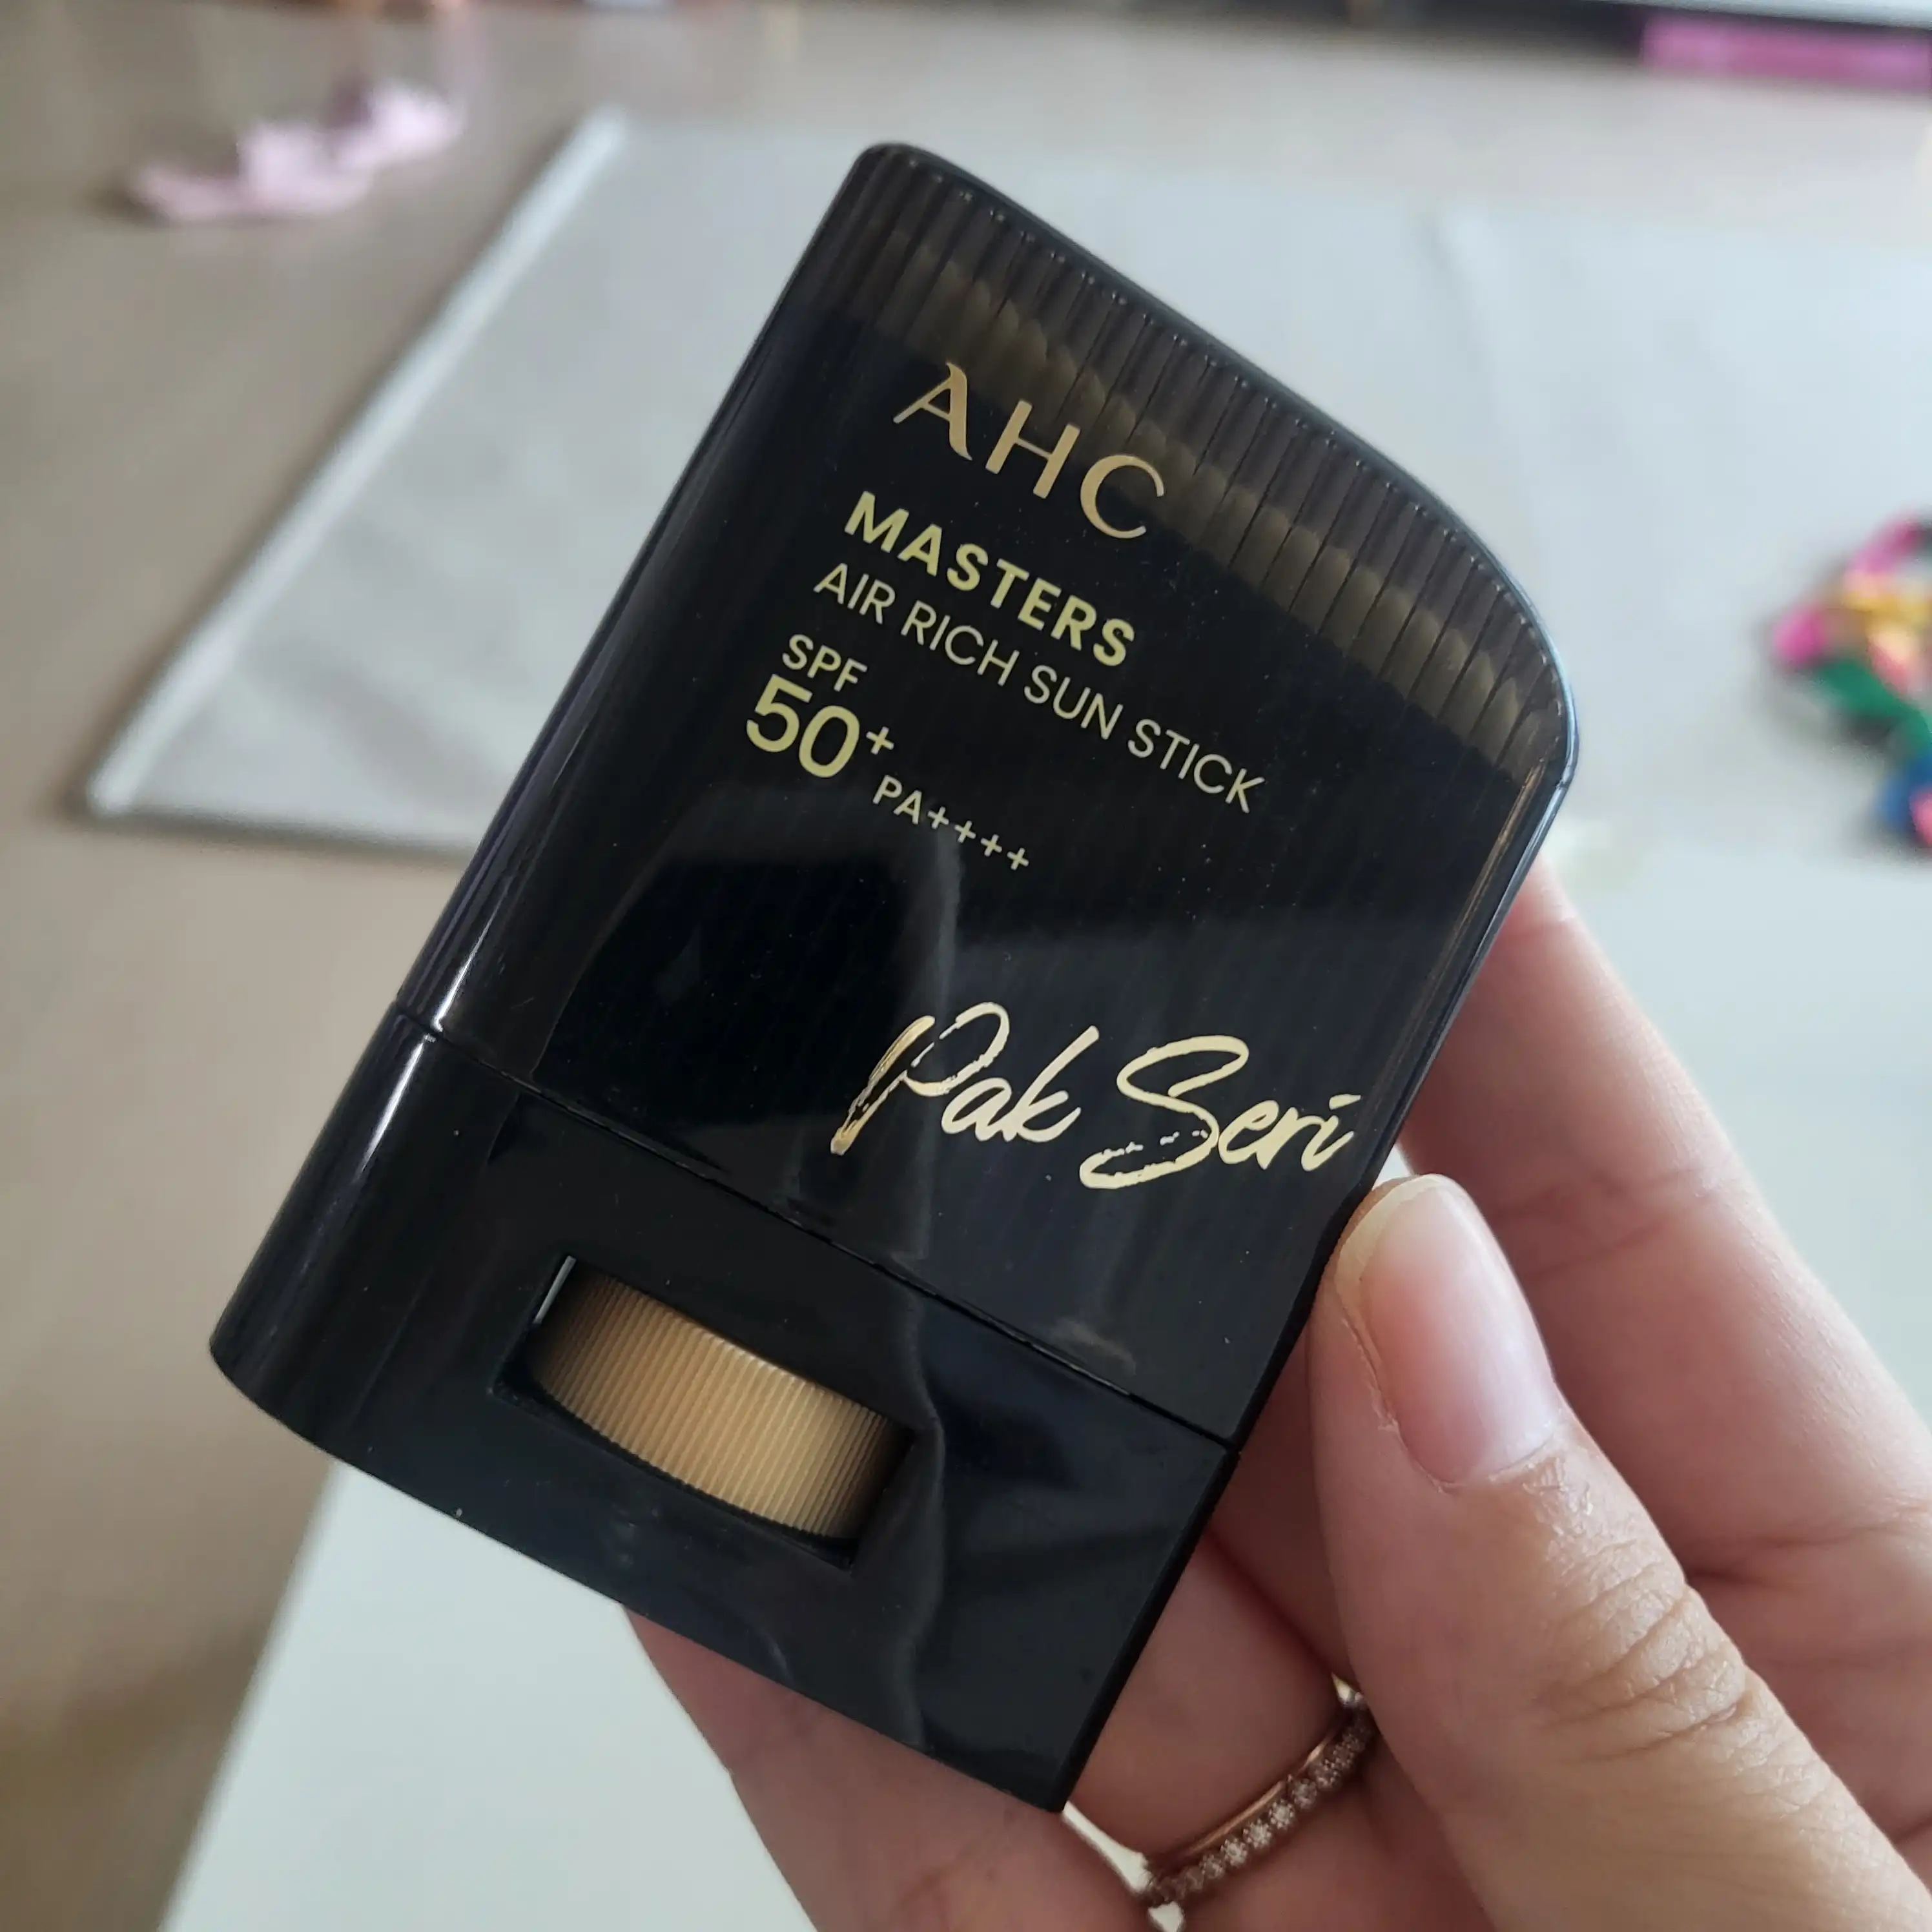 AHC
MASTERS
AIR RICH SUN STICK
SPF
50+
PA++++
Pak Seri